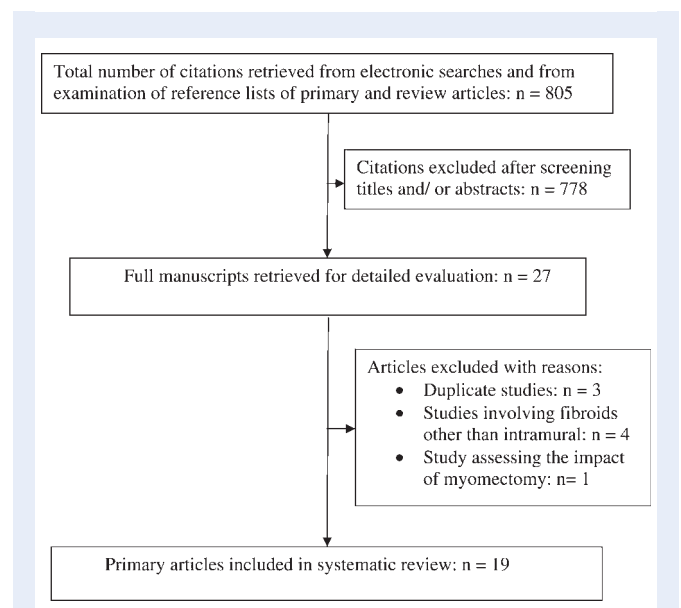 Total number of citations retrieved from electronic searches and from
examination of reference lists of primary and review articles: n = 805
Citations excluded after screening
titles and/ or abstracts: n = 778
Full manuscripts retrieved for detailed evaluation: n = 27
Articles excluded with reasons:
• Duplicate studies: n = 3
• Studies involving fibroids
other than intramural: n = 4
• Study assessing the impact
of myomectomy: n= 1
Primary articles included in systematic review: n = 19